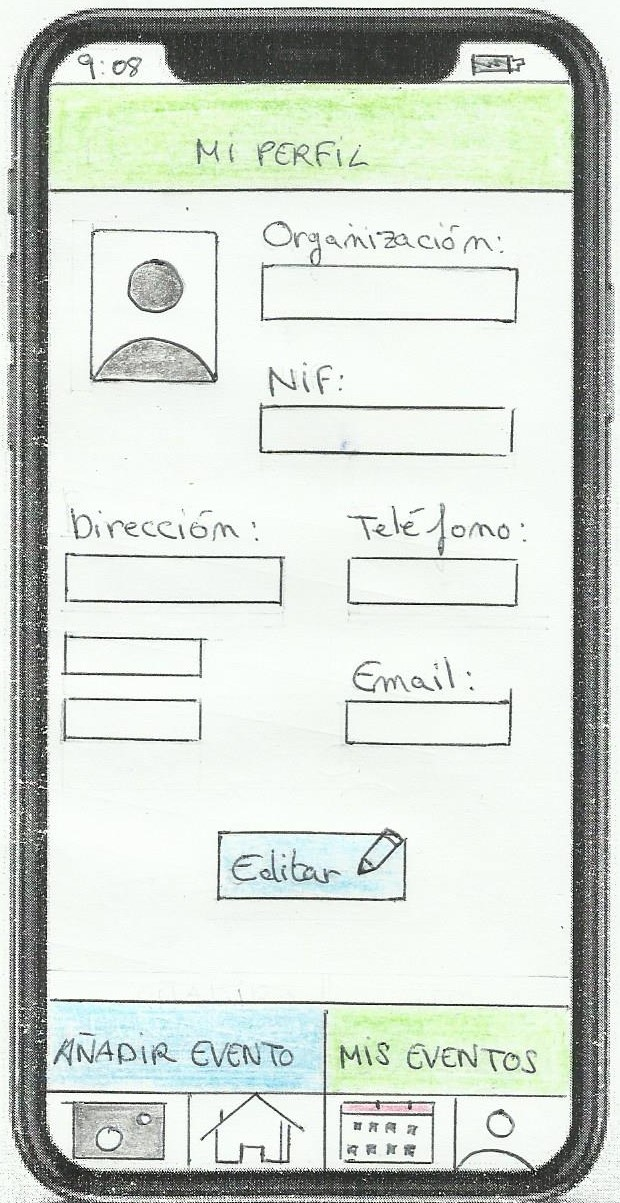 9:08
MI PERFIL
Organización:
NIF:
Dirección:
Teléfono:
Email:
Editar
AÑADIR EVENTO
MIS EVENTOS